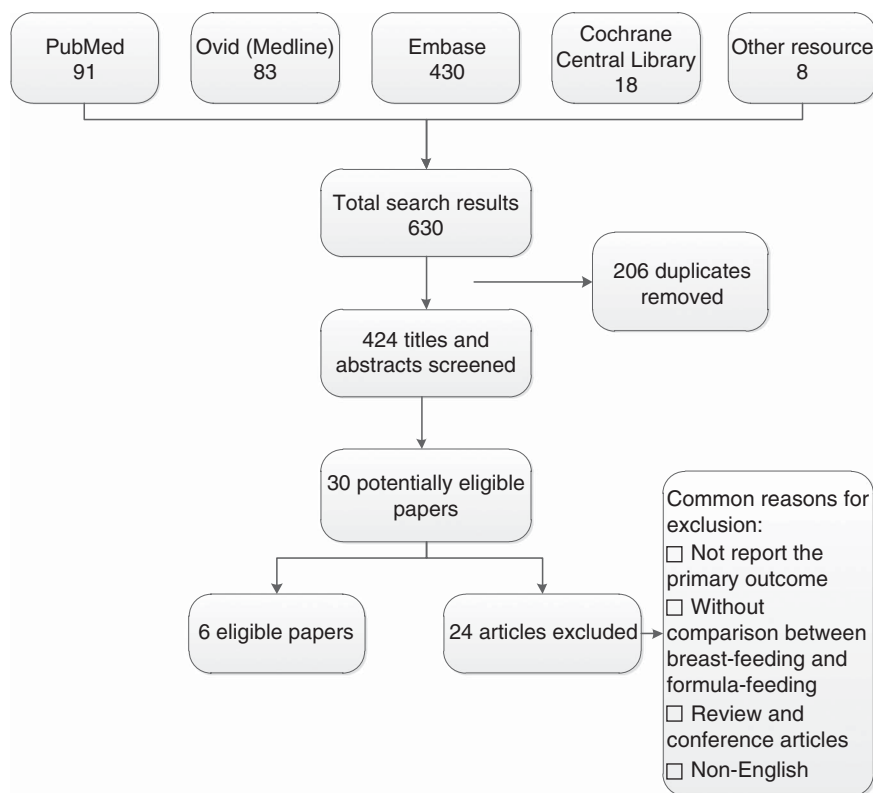 PubMed
91
Ovid (Medline)
83
Embase
430
Cochrane
Central Library
18
Other resource
8
Total search results
630
206 duplicates
removed
424 titles and
abstracts screened
30 potentially eligible
papers
6 eligible papers
24 articles excluded
Common reasons for
exclusion:
☐ Not report the
primary outcome
☐ Without
comparison between
breast-feeding and
formula-feeding
☐ Review and
conference articles
☐ Non-English